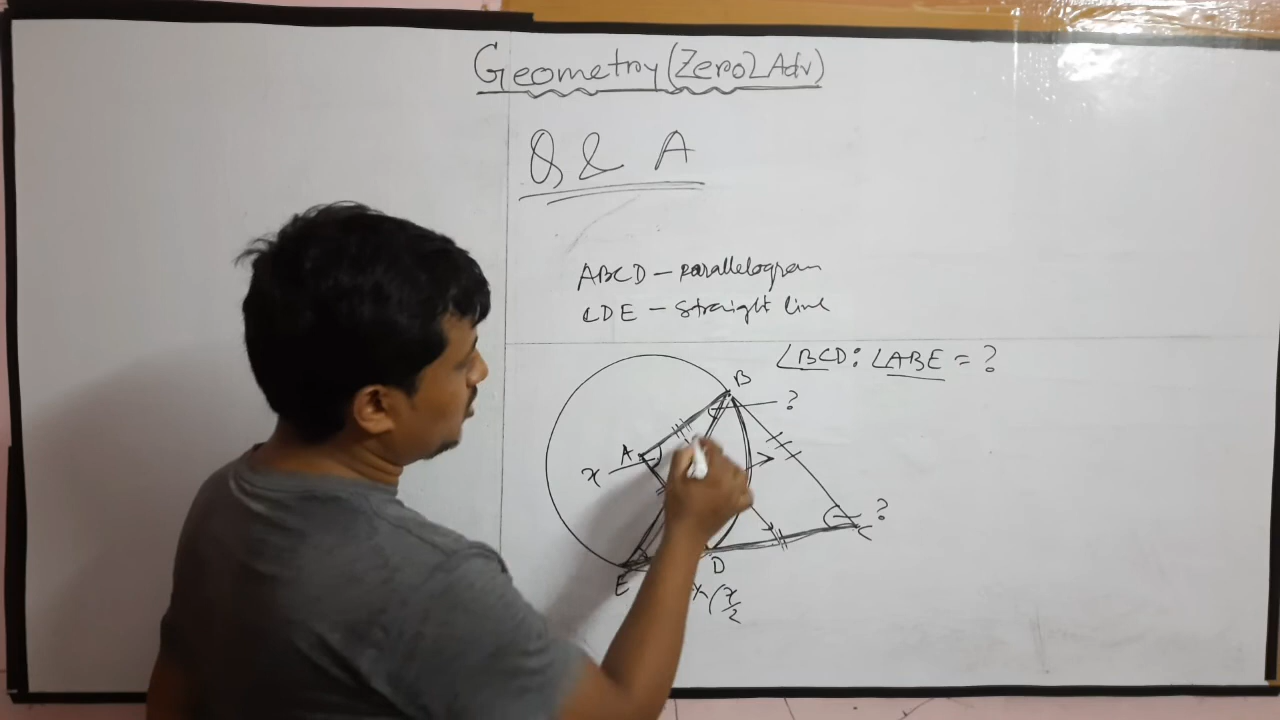 Geometry (Zero2Adv)
Q & A
ABCD – parallelogram
CDE – straight line
∠BCD : ∠ABE = ?
B
?
A
x
?
C
D
E
x/2